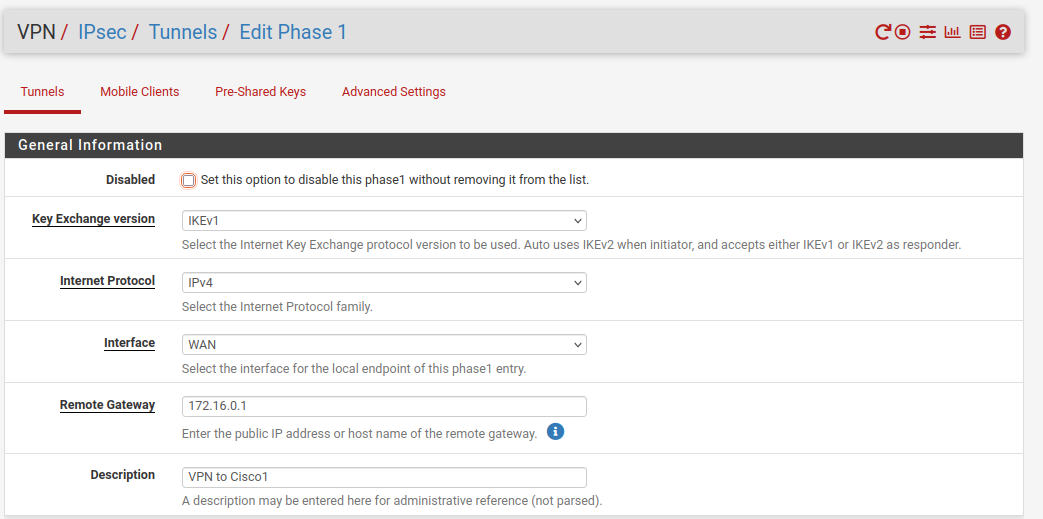 VPN / IPsec / Tunnels / Edit Phase 1
Tunnels Mobile Clients Pre-Shared Keys Advanced Settings
General Information
Disabled Set this option to disable this phase1 without removing it from the list.
Key Exchange version IKEv1
Select the Internet Key Exchange protocol version to be used. Auto uses IKEv2 when initiator, and accepts either IKEv1 or IKEv2 as responder.
Internet Protocol IPv4
Select the Internet Protocol family.
Interface WAN
Select the interface for the local endpoint of this phase1 entry.
Remote Gateway 172.16.0.1
Enter the public IP address or host name of the remote gateway.
Description VPN to Cisco1
A description may be entered here for administrative reference (not parsed).